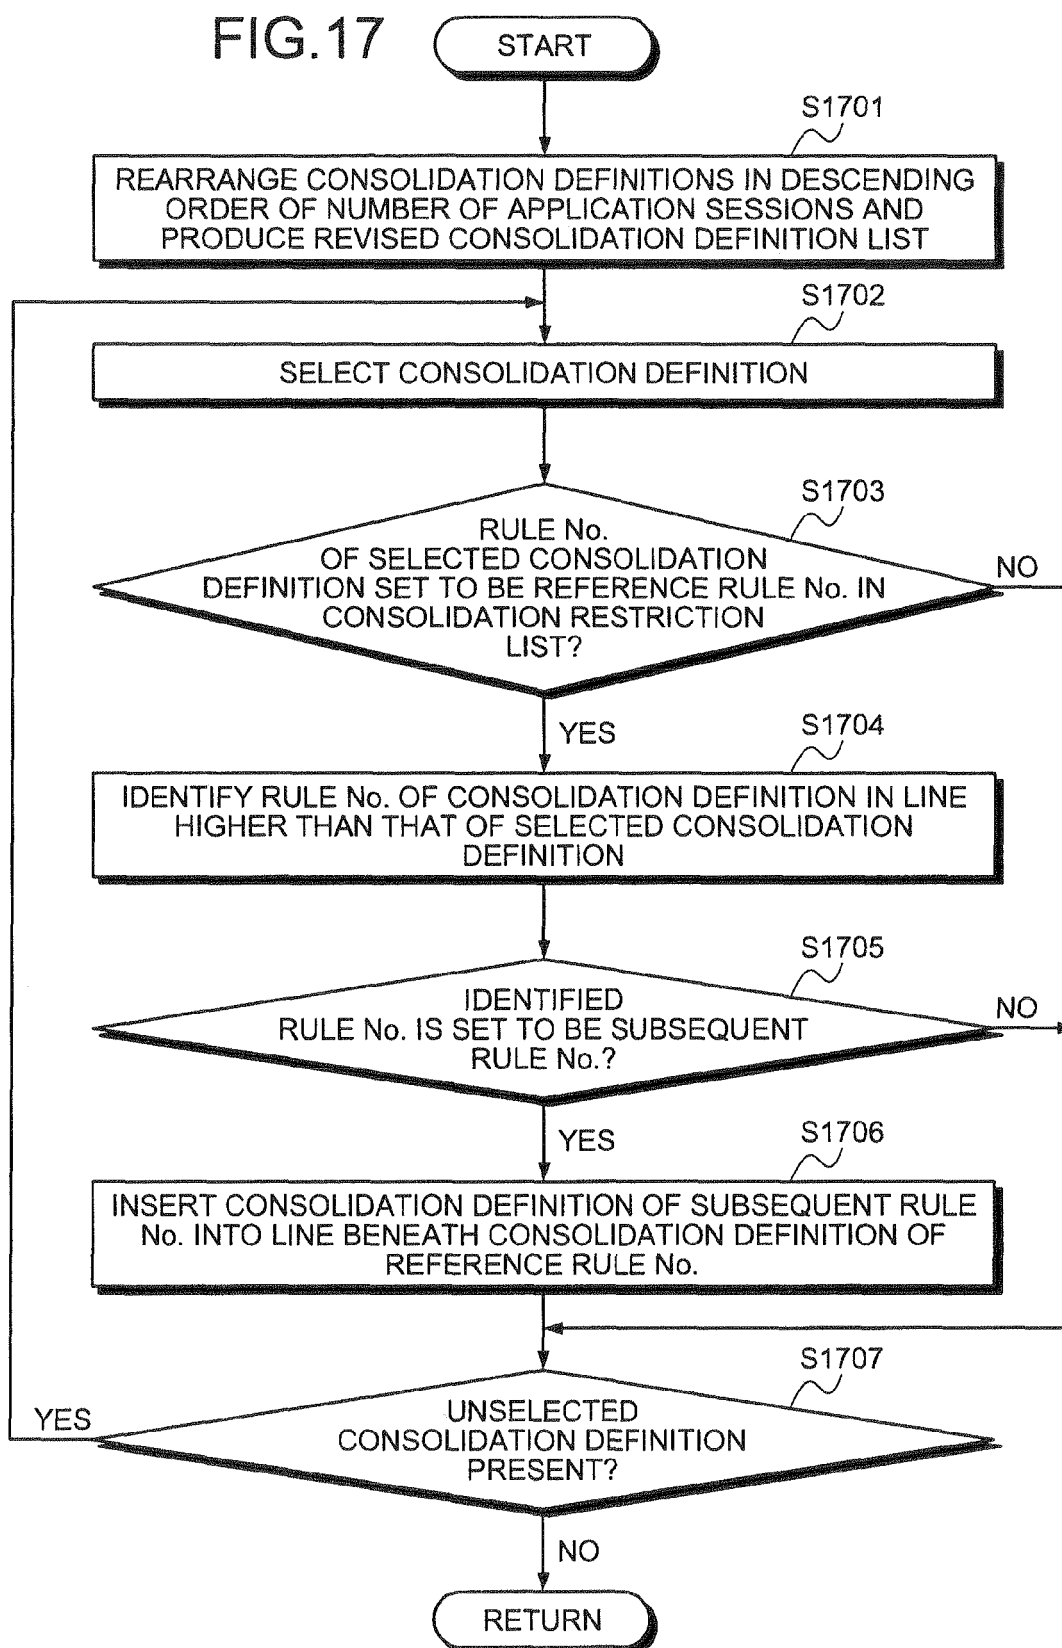 FIG.17
START
S1701
REARRANGE CONSOLIDATION DEFINITIONS IN DESCENDING
ORDER OF NUMBER OF APPLICATION SESSIONS AND
PRODUCE REVISED CONSOLIDATION DEFINITION LIST
S1702
SELECT CONSOLIDATION DEFINITION
S1703
RULE No.
OF SELECTED CONSOLIDATION
DEFINITION SET TO BE REFERENCE RULE No. IN
CONSOLIDATION RESTRICTION
LIST?
NO
YES
S1704
IDENTIFY RULE No. OF CONSOLIDATION DEFINITION IN LINE
HIGHER THAN THAT OF SELECTED CONSOLIDATION
DEFINITION
S1705
IDENTIFIED
RULE No. IS SET TO BE SUBSEQUENT
RULE No.?
NO
YES
S1706
INSERT CONSOLIDATION DEFINITION OF SUBSEQUENT RULE
No. INTO LINE BENEATH CONSOLIDATION DEFINITION OF
REFERENCE RULE No.
S1707
YES
UNSELECTED
CONSOLIDATION DEFINITION
PRESENT?
NO
RETURN